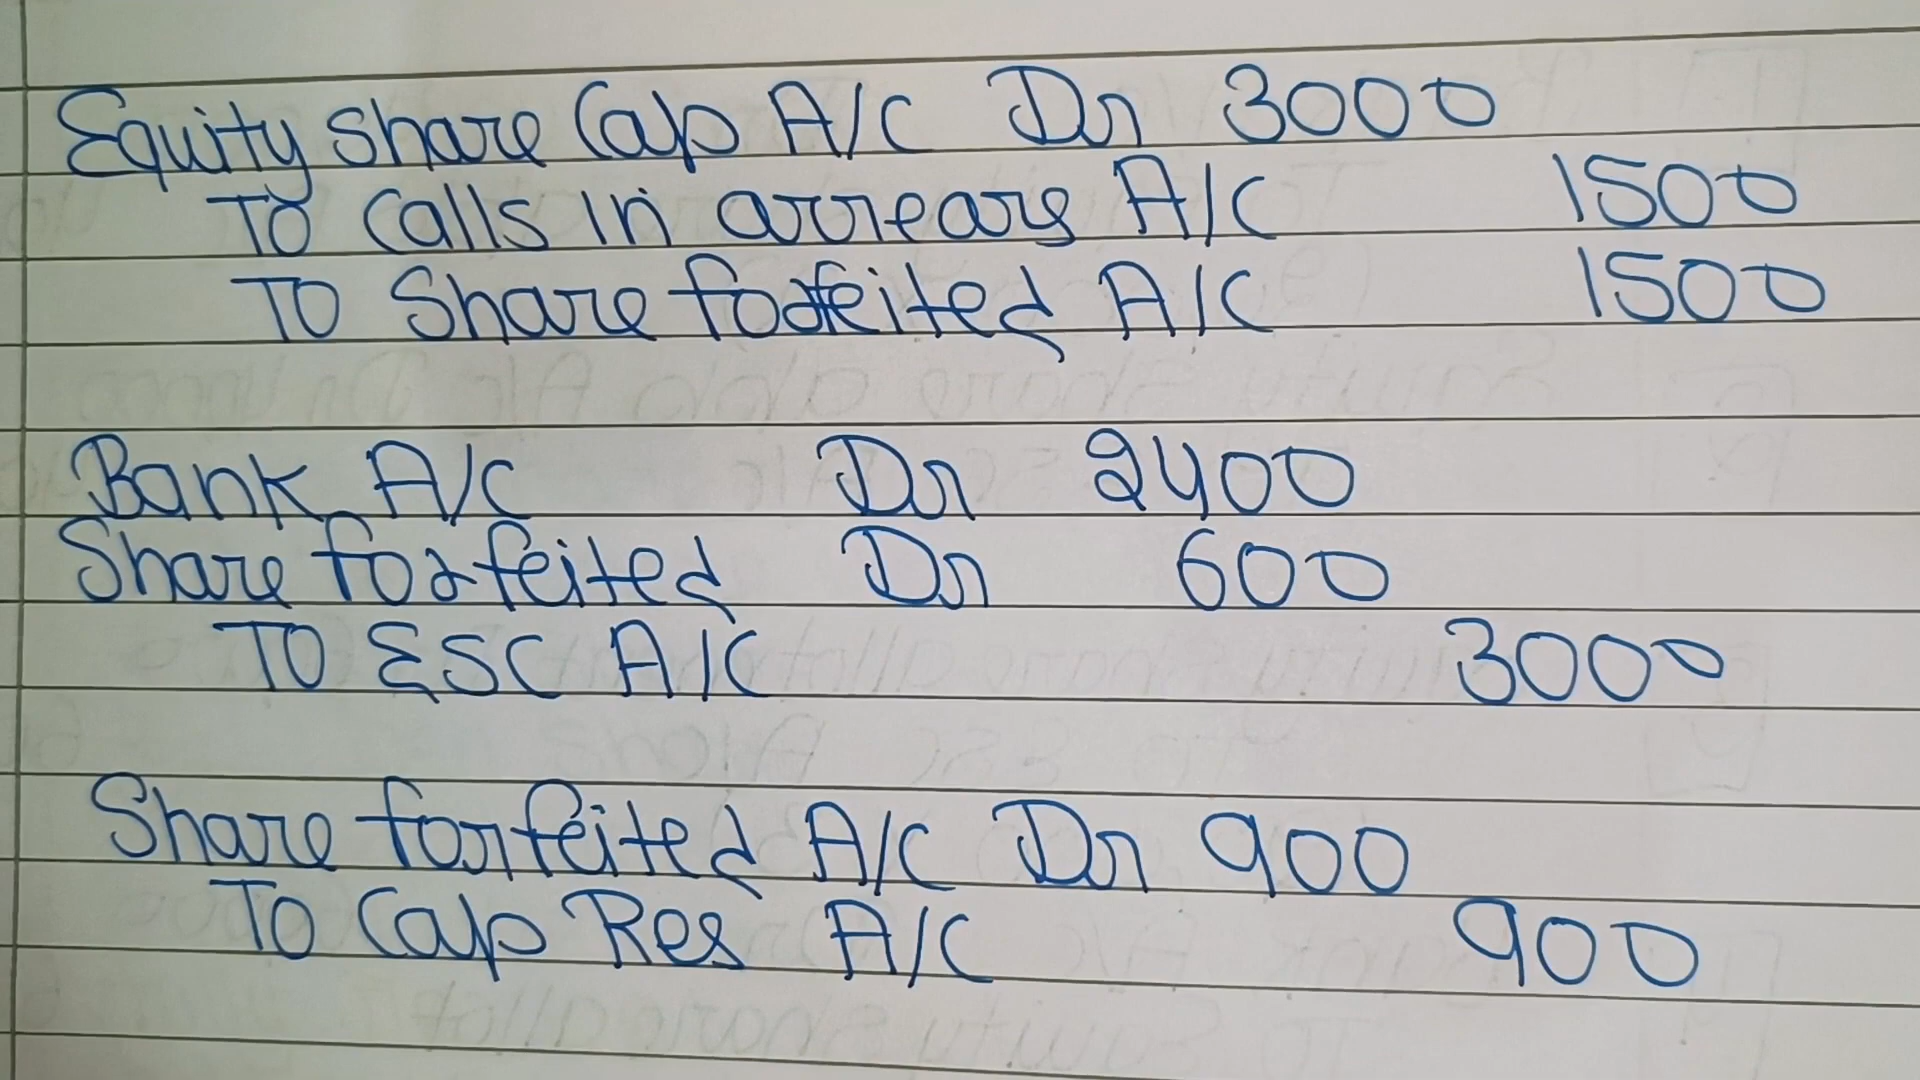 Equity share Cap A/C Dr 3000
To Calls in arrears A/C 1500
To Share forfeited A/C 1500
Bank A/C Dr 2400
Share forfeited Dr 600
To ESC A/C 3000
Share forfeited A/C Dr 900
To Cap Res A/C 900